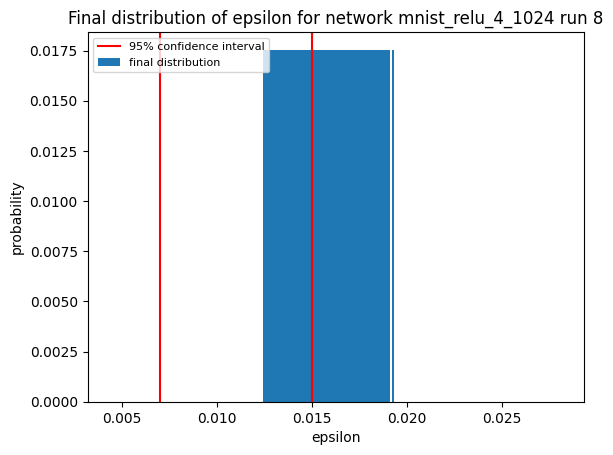 Final distribution of epsilon for network mnist_relu_4_1024 run 8
95% confidence interval
final distribution
probability
0.0175
0.0150
0.0125
0.0100
0.0075
0.0050
0.0025
0.0000
0.005 0.010 0.015 0.020 0.025
epsilon